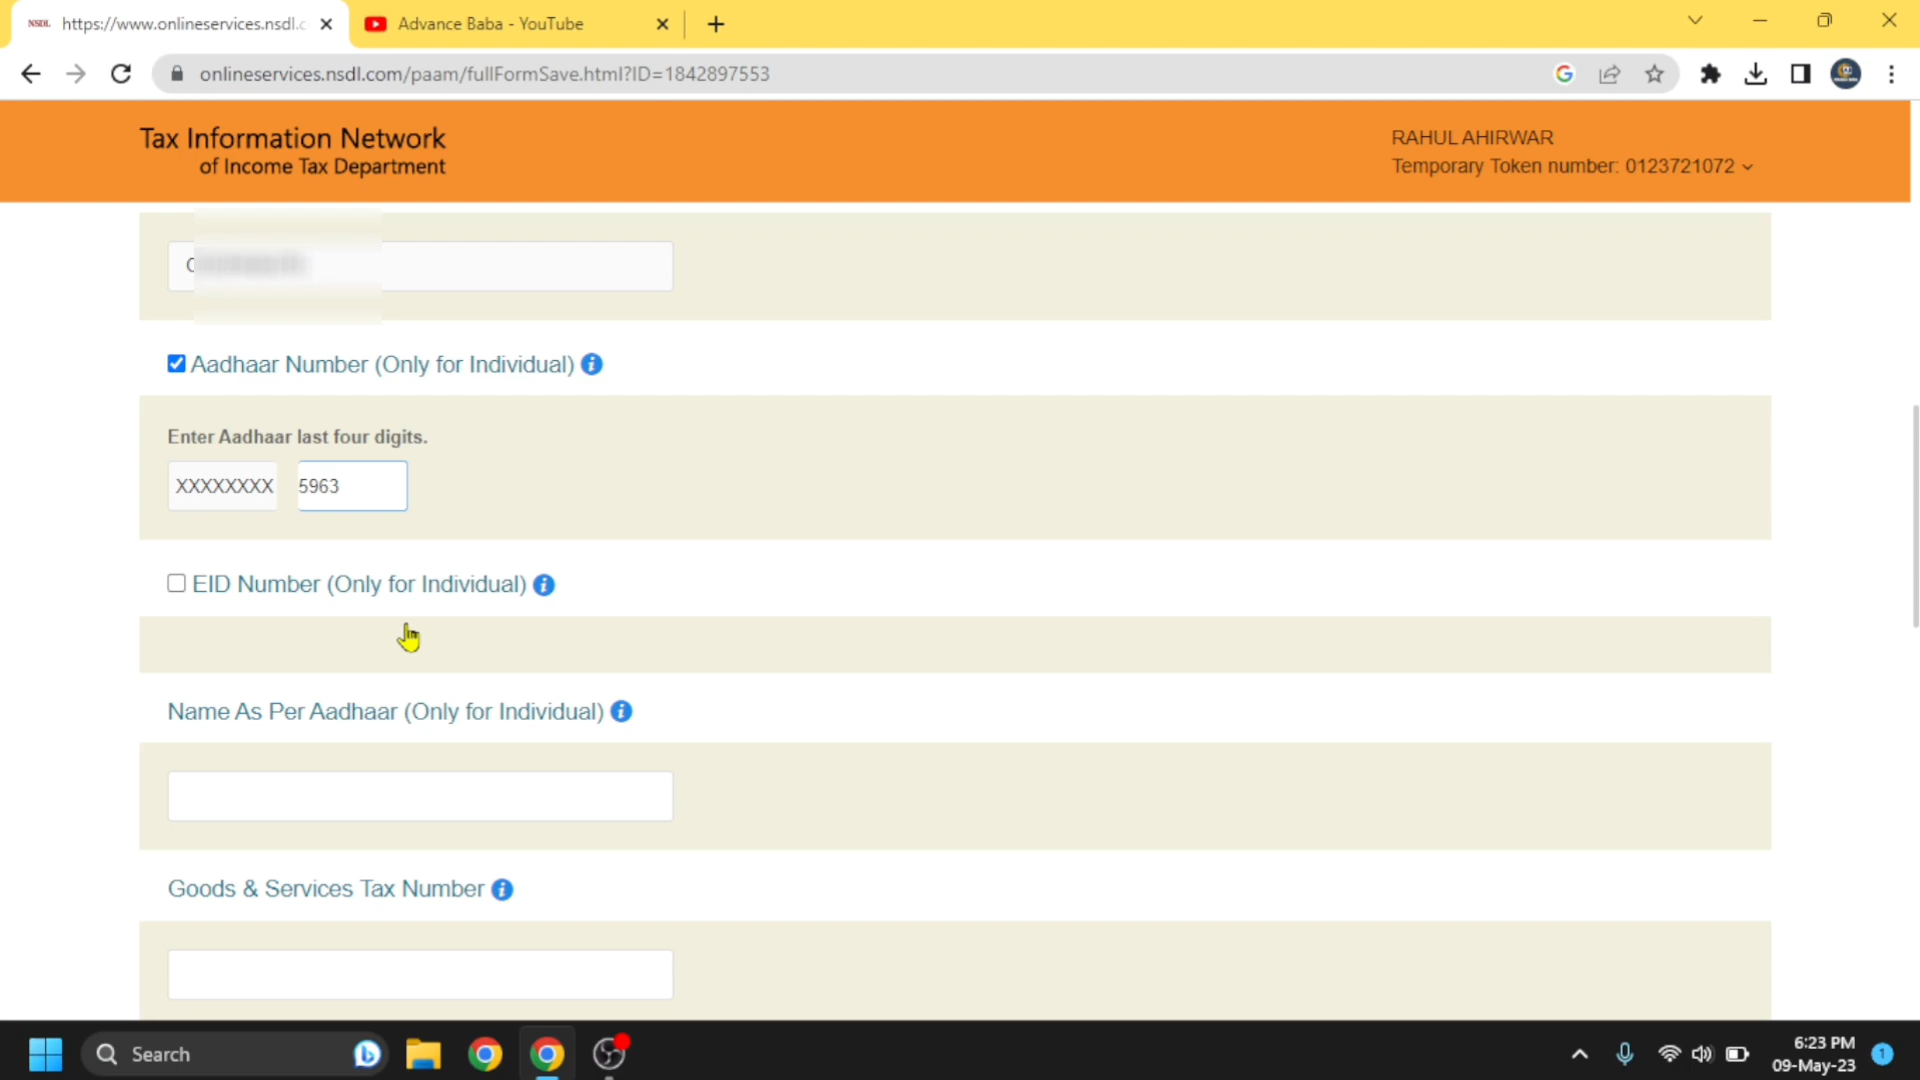 NSDL https://www.onlineservices.nsdl.c
Advance Baba - YouTube
onlineservices.nsdl.com/paam/fullFormSave.html?ID=1842897553
Tax Information Network
of Income Tax Department
RAHUL AHIRWAR
Temporary Token number: 0123721072
Aadhaar Number (Only for Individual)
Enter Aadhaar last four digits.
XXXXXXXX 5963
EID Number (Only for Individual)
Name As Per Aadhaar (Only for Individual)
Goods & Services Tax Number
Search
6:23 PM
09-May-23
1